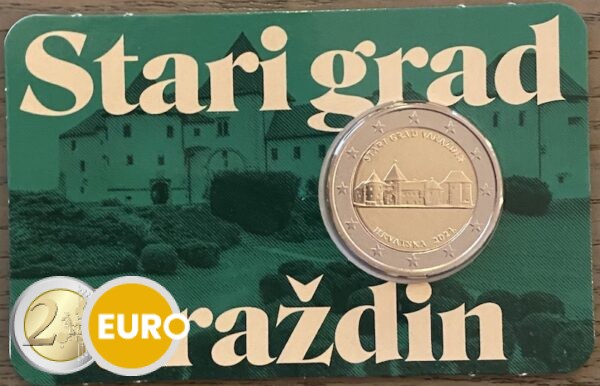 Stari grad
STARI GRAD VARAŽDIN
HRVATSKA
2
EURO
raždin